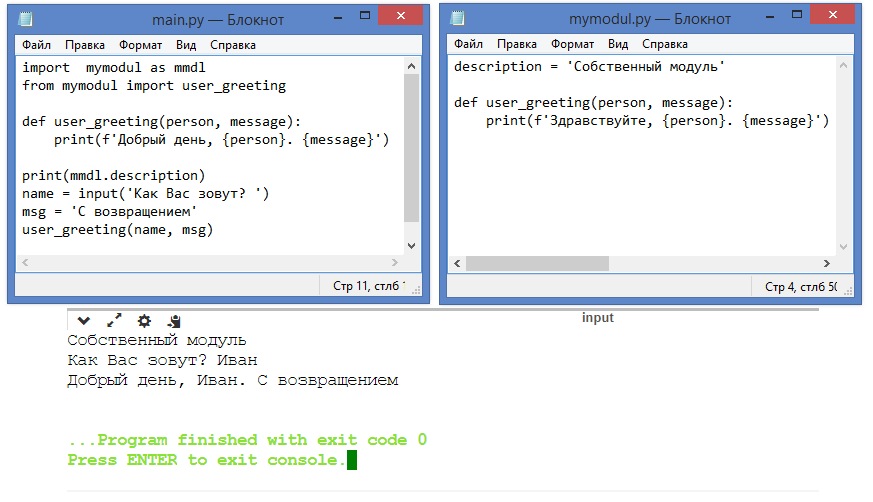 main.py — Блокнот
Файл Правка Формат Вид Справка
import  mymodul as mmdl
from mymodul import user_greeting
def user_greeting(person, message):
    print(f'Добрый день, {person}. {message}')
print(mmdl.description)
name = input('Как Вас зовут? ')
msg = 'С возвращением'
user_greeting(name, msg)
Стр 11, стлб 1
mymodul.py — Блокнот
Файл Правка Формат Вид Справка
description = 'Собственный модуль'
def user_greeting(person, message):
    print(f'Здравствуйте, {person}. {message}')
Стр 4, стлб 50
input
Собственный модуль
Как Вас зовут? Иван
Добрый день, Иван. С возвращением
...Program finished with exit code 0
Press ENTER to exit console.